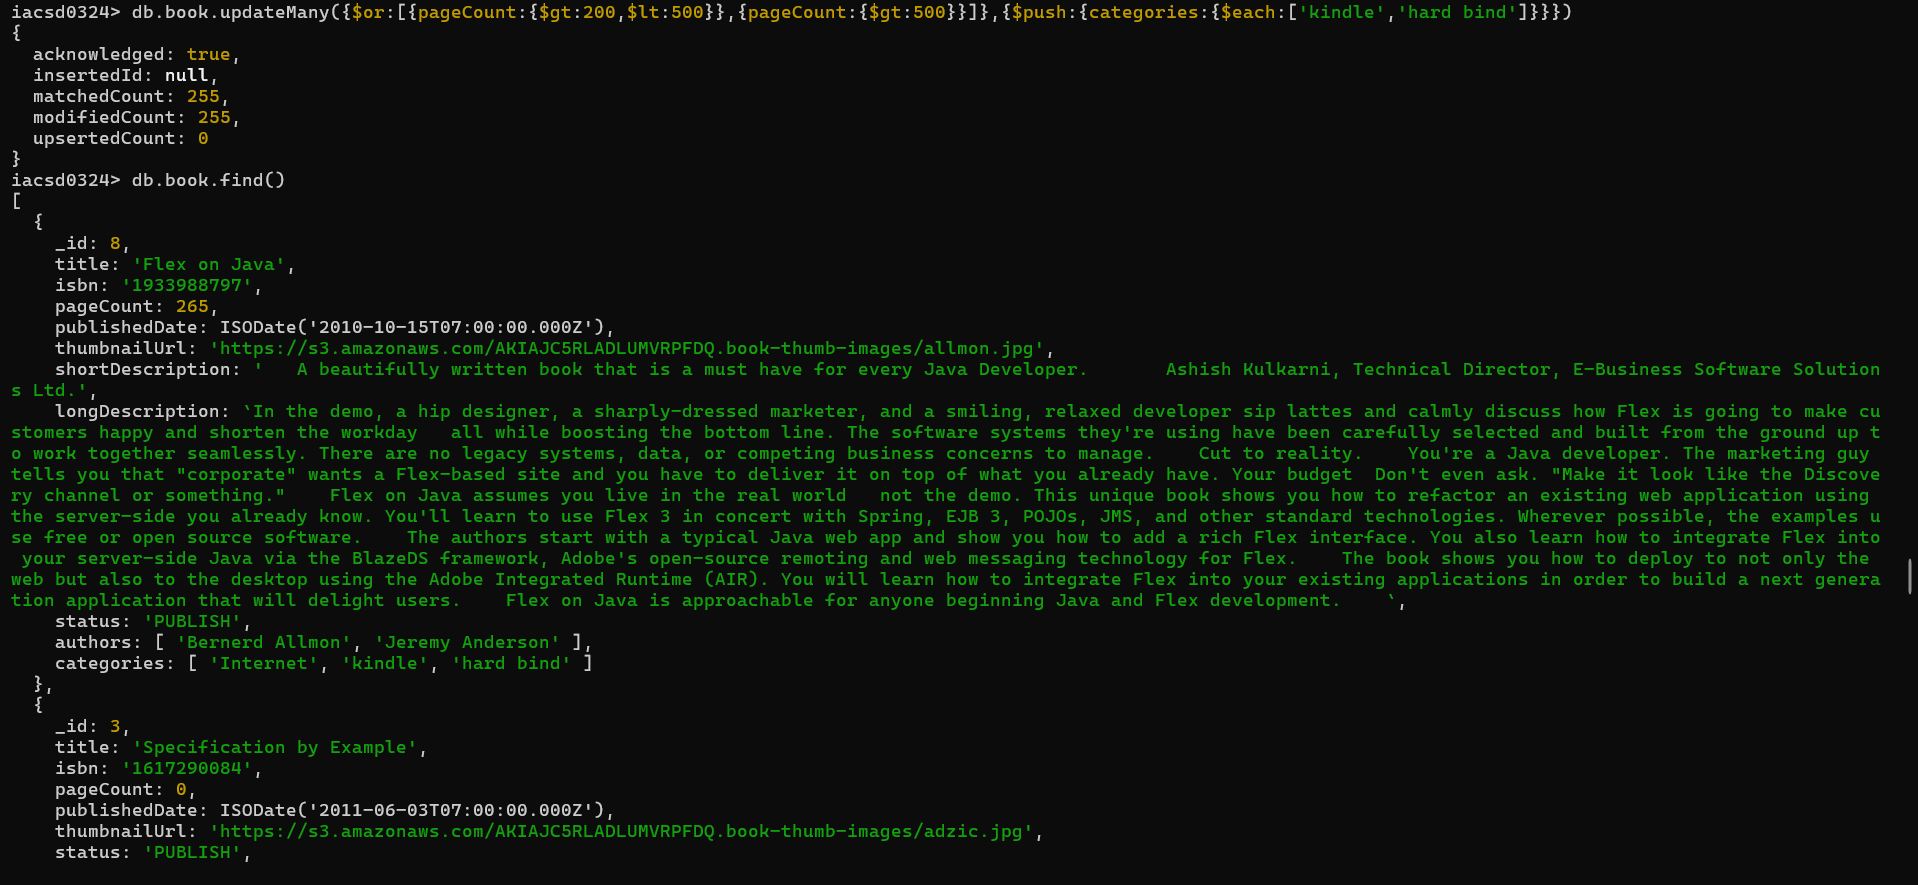 iacsd0324> db.book.updateMany({$or:[{pageCount:{$gt:200,$lt:500}},{pageCount:{$gt:500}}]},{$push:{categories:{$each:['kindle','hard bind']}}})
{
  acknowledged: true,
  insertedId: null,
  matchedCount: 255,
  modifiedCount: 255,
  upsertedCount: 0
}
iacsd0324> db.book.find()
[
  {
    _id: 8,
    title: 'Flex on Java',
    isbn: '1933988797',
    pageCount: 265,
    publishedDate: ISODate('2010-10-15T07:00:00.000Z'),
    thumbnailUrl: 'https://s3.amazonaws.com/AKIAJC5RLADLUMVRPFDQ.book-thumb-images/allmon.jpg',
    shortDescription: '   A beautifully written book that is a must have for every Java Developer.       Ashish Kulkarni, Technical Director, E-Business Software Solution
s Ltd.',
    longDescription: `In the demo, a hip designer, a sharply-dressed marketer, and a smiling, relaxed developer sip lattes and calmly discuss how Flex is going to make cu
stomers happy and shorten the workday   all while boosting the bottom line. The software systems they're using have been carefully selected and built from the ground up t
o work together seamlessly. There are no legacy systems, data, or competing business concerns to manage.    Cut to reality.    You're a Java developer. The marketing guy
tells you that "corporate" wants a Flex-based site and you have to deliver it on top of what you already have. Your budget  Don't even ask. "Make it look like the Discove
ry channel or something."    Flex on Java assumes you live in the real world   not the demo. This unique book shows you how to refactor an existing web application using
the server-side you already know. You'll learn to use Flex 3 in concert with Spring, EJB 3, POJOs, JMS, and other standard technologies. Wherever possible, the examples u
se free or open source software.    The authors start with a typical Java web app and show you how to add a rich Flex interface. You also learn how to integrate Flex into
 your server-side Java via the BlazeDS framework, Adobe's open-source remoting and web messaging technology for Flex.    The book shows you how to deploy to not only the
web but also to the desktop using the Adobe Integrated Runtime (AIR). You will learn how to integrate Flex into your existing applications in order to build a next genera
tion application that will delight users.    Flex on Java is approachable for anyone beginning Java and Flex development.    `,
    status: 'PUBLISH',
    authors: [ 'Bernerd Allmon', 'Jeremy Anderson' ],
    categories: [ 'Internet', 'kindle', 'hard bind' ]
  },
  {
    _id: 3,
    title: 'Specification by Example',
    isbn: '1617290084',
    pageCount: 0,
    publishedDate: ISODate('2011-06-03T07:00:00.000Z'),
    thumbnailUrl: 'https://s3.amazonaws.com/AKIAJC5RLADLUMVRPFDQ.book-thumb-images/adzic.jpg',
    status: 'PUBLISH',